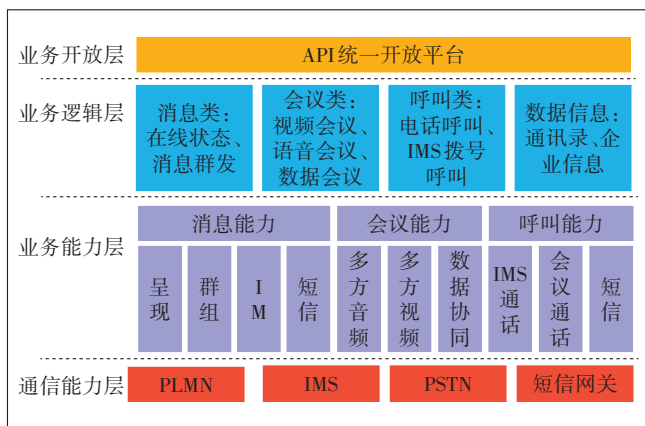 业务开放层
API统一开放平台
业务逻辑层
消息类：
在线状态、
消息群发
会议类：
视频会议、
语音会议、
数据会议
呼叫类：
电话呼叫、
IMS拨号
呼叫
数据信息：
通讯录、企
业信息
业务能力层
消息能力
会议能力
呼叫能力
呈现
群组
IM
短信
多方音频
多方视频
数据协同
IMS
通话
会议通话
短信
通信能力层
PLMN
IMS
PSTN
短信网关